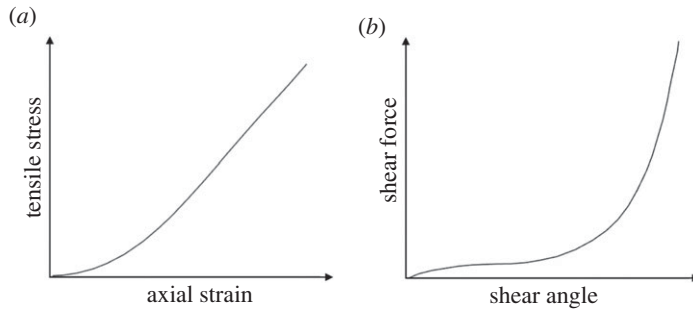 (a)
tensile stress
axial strain
(b)
shear force
shear angle